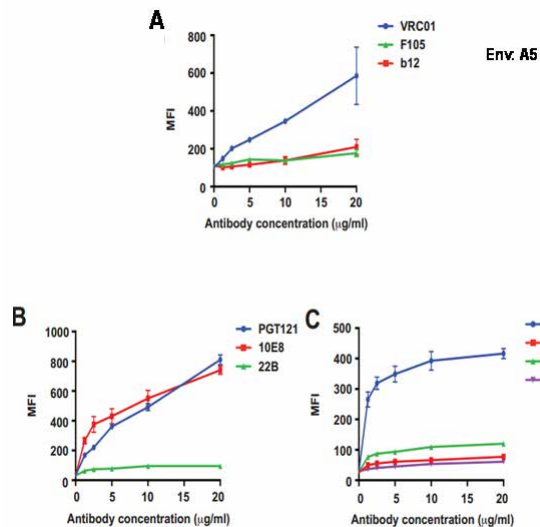 A
VRC01
F105
b12
Env: A5
MFI
800
600
400
200
0
0 5 10 15 20
Antibody concentration (μg/ml)
B
PGT121
10E8
22B
MFI
1000
800
600
400
200
0
0 5 10 15 20
Antibody concentration (μg/ml)
C
MFI
500
400
300
200
100
0
0 5 10 15 20
Antibody concentration (μg/ml)